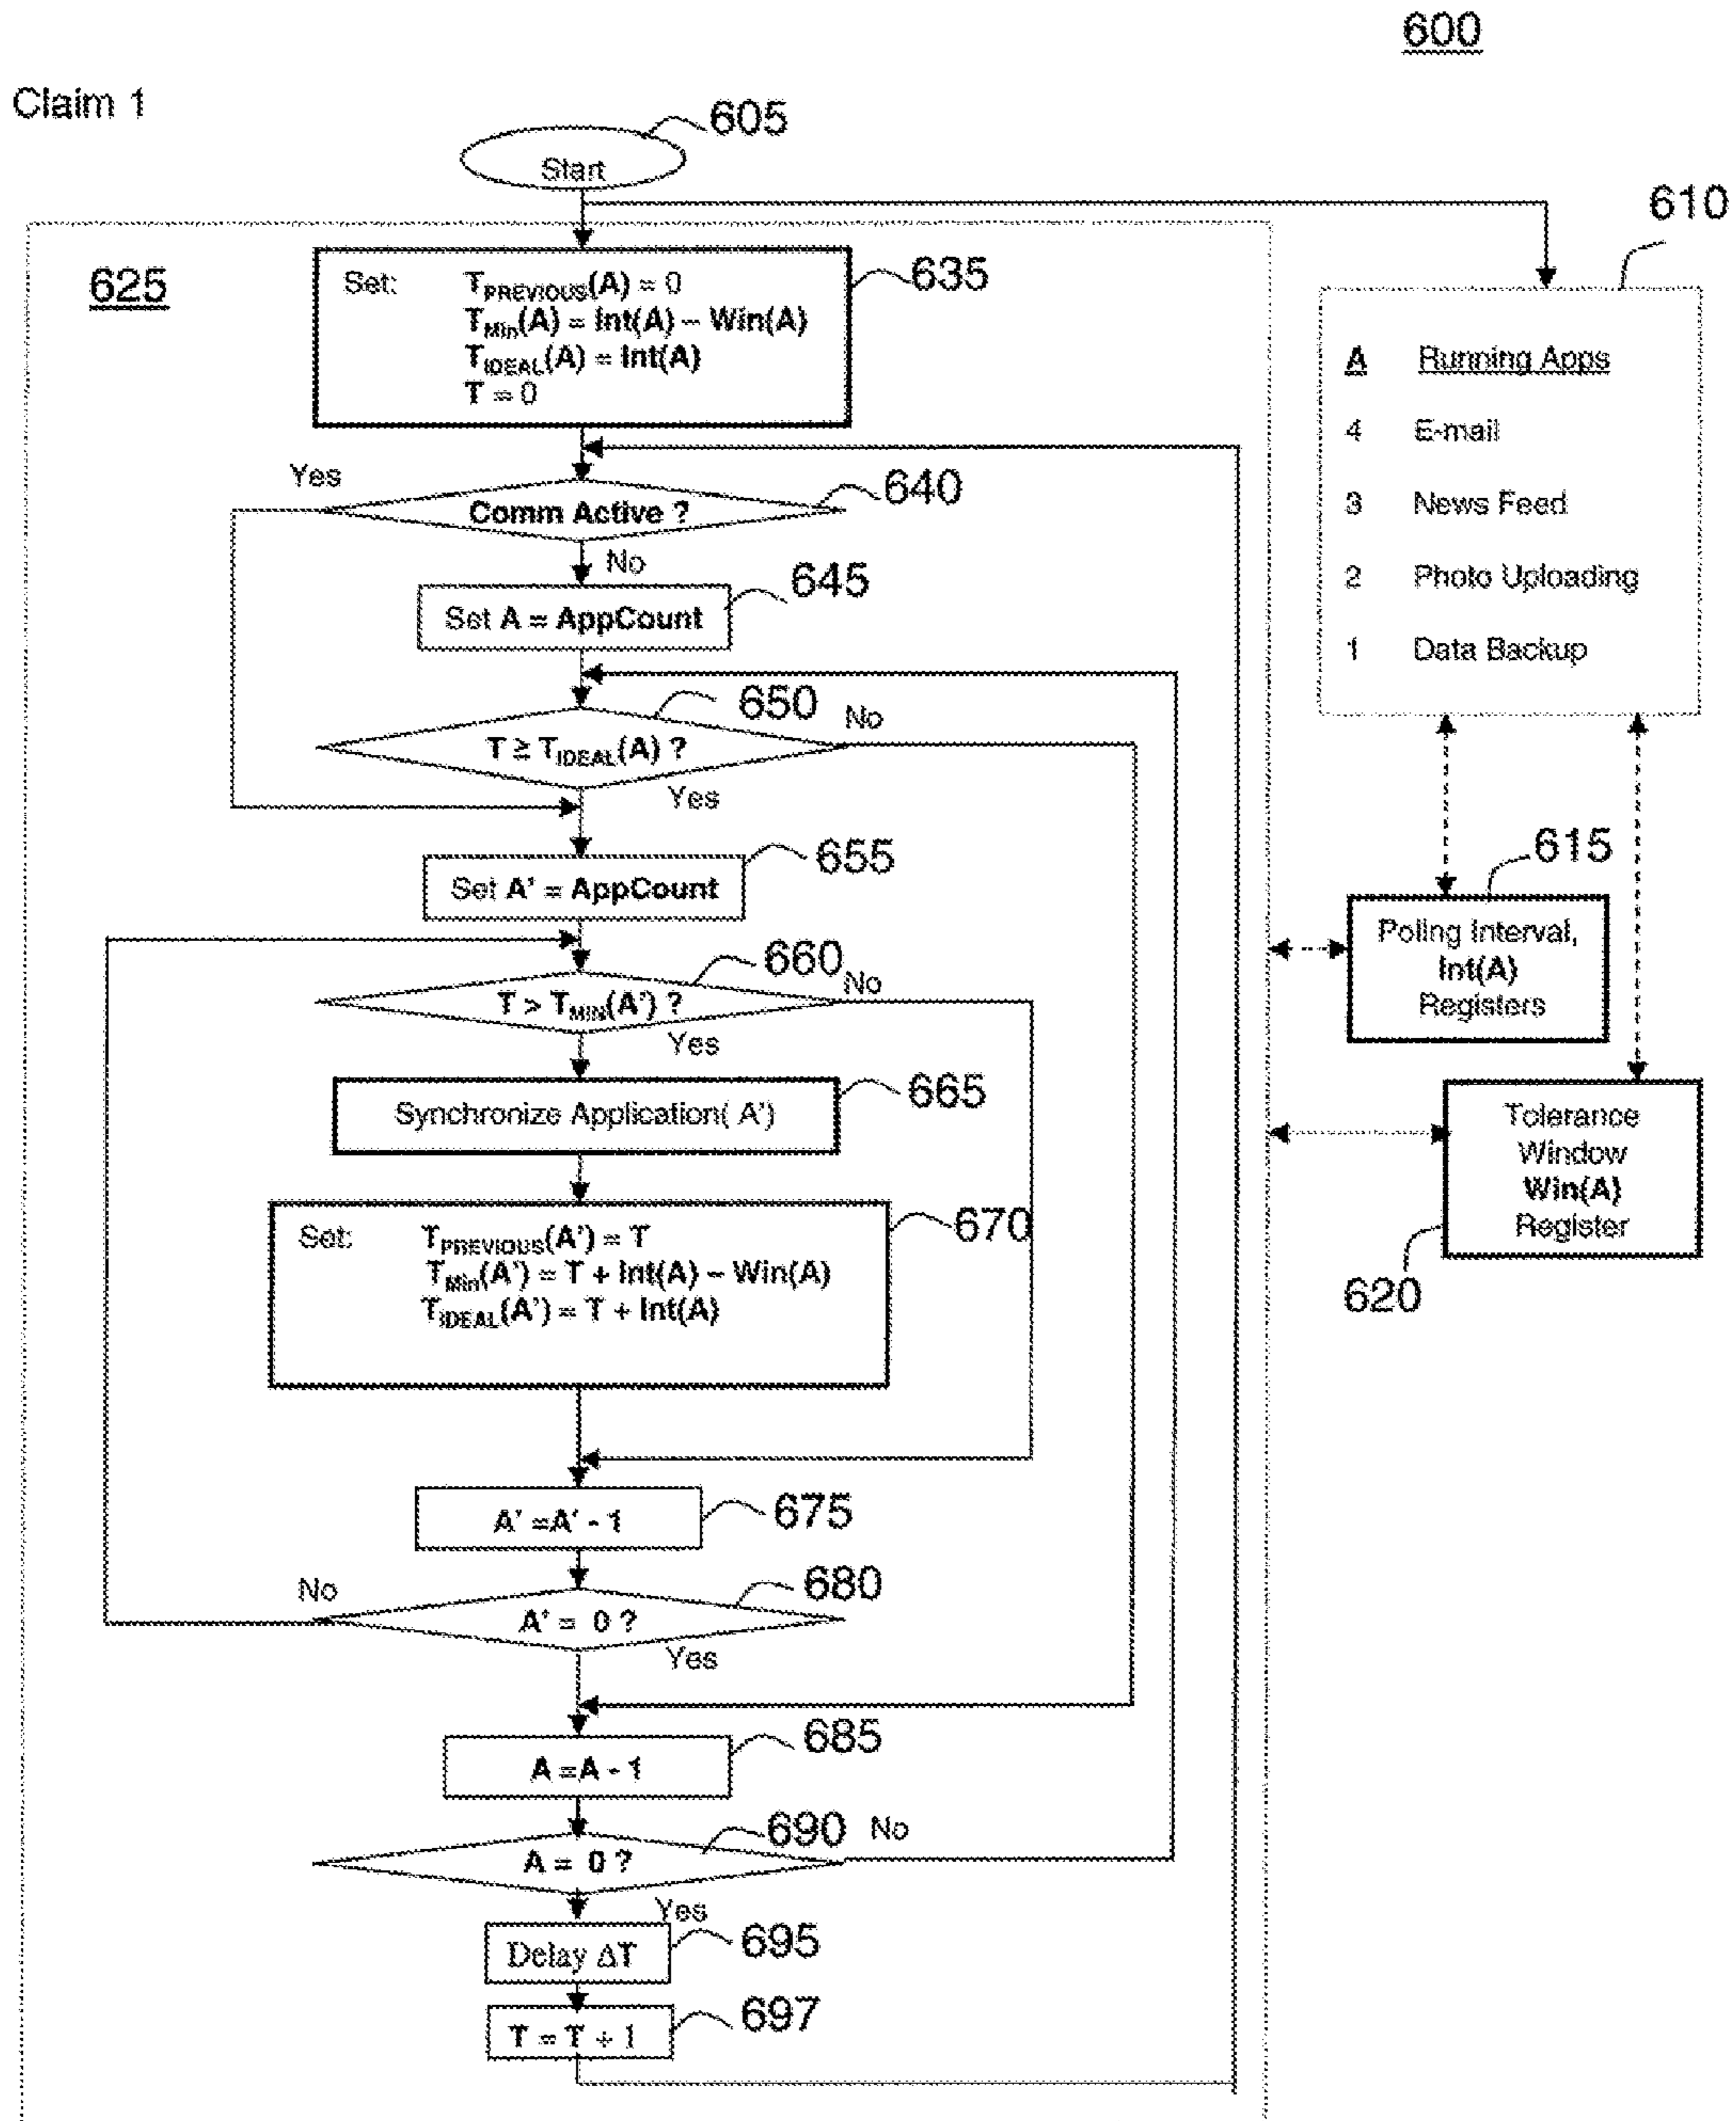 600
Claim 1
605
Start
610
625
Set: T_PREVIOUS(A) = 0
T_Min(A) = Int(A) – Win(A)
T_IDEAL(A) = Int(A)
T = 0
635
A Running Apps
4 E-mail
3 News Feed
2 Photo Uploading
1 Data Backup
Yes
Comm Active ?
640
No
645
Set A = AppCount
650
No
T ≥ T_IDEAL(A) ?
Yes
655
Set A' = AppCount
615
Poling Interval,
Int(A)
Registers
660
No
T > T_MIN(A') ?
Yes
665
Synchronize Application( A')
Tolerance
Window
Win(A)
Register
620
670
Set: T_PREVIOUS(A') = T
T_Min(A') = T + Int(A) – Win(A)
T_IDEAL(A') = T + Int(A)
A' =A' - 1
675
No
680
A' = 0 ?
Yes
685
A =A - 1
690
No
A = 0 ?
Yes
Delay ΔT
695
T = T + 1
697